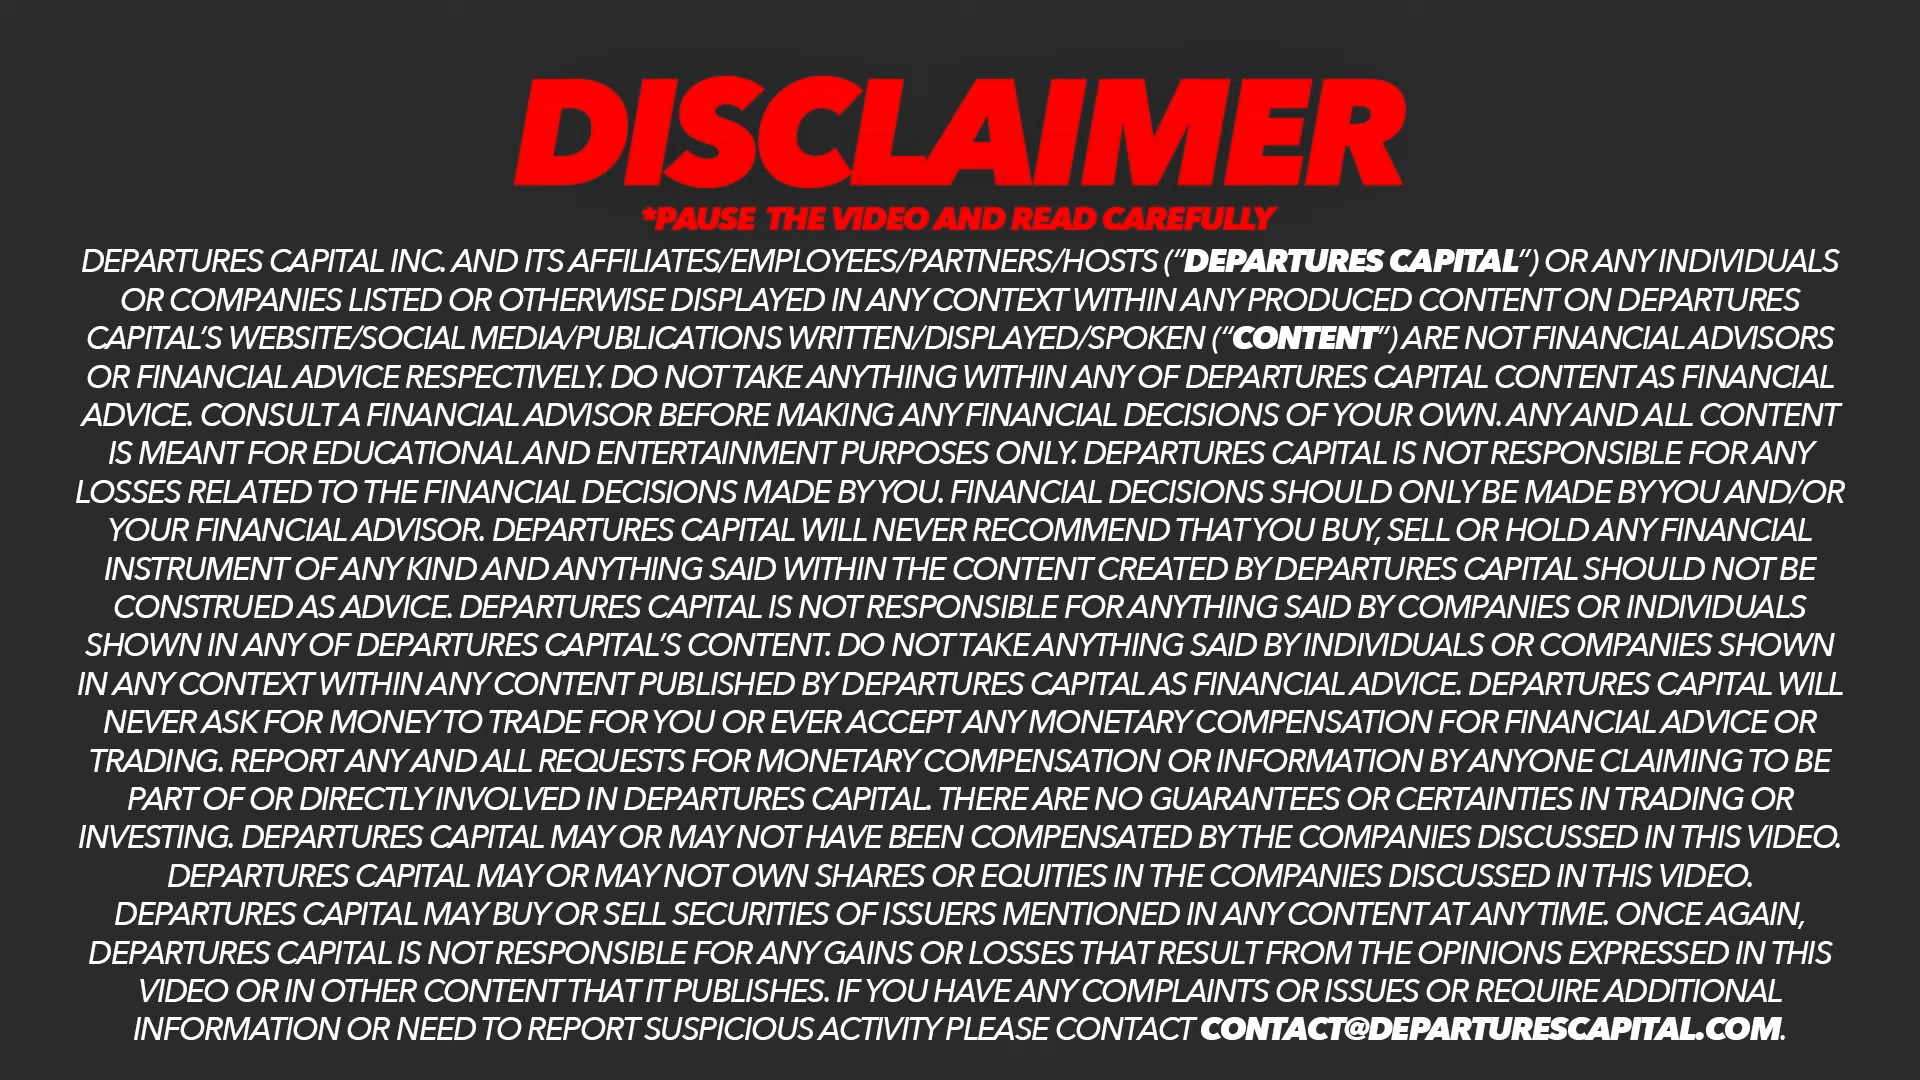 DISCLAIMER
*PAUSE THE VIDEO AND READ CAREFULLY
DEPARTURES CAPITAL INC. AND ITS AFFILIATES/EMPLOYEES/PARTNERS/HOSTS (“DEPARTURES CAPITAL”) OR ANY INDIVIDUALS
OR COMPANIES LISTED OR OTHERWISE DISPLAYED IN ANY CONTEXT WITHIN ANY PRODUCED CONTENT ON DEPARTURES
CAPITAL‘S WEBSITE/SOCIAL MEDIA/PUBLICATIONS WRITTEN/DISPLAYED/SPOKEN (“CONTENT”) ARE NOT FINANCIAL ADVISORS
OR FINANCIAL ADVICE RESPECTIVELY. DO NOT TAKE ANYTHING WITHIN ANY OF DEPARTURES CAPITAL CONTENT AS FINANCIAL
ADVICE. CONSULT A FINANCIAL ADVISOR BEFORE MAKING ANY FINANCIAL DECISIONS OF YOUR OWN. ANY AND ALL CONTENT
IS MEANT FOR EDUCATIONAL AND ENTERTAINMENT PURPOSES ONLY. DEPARTURES CAPITAL IS NOT RESPONSIBLE FOR ANY
LOSSES RELATED TO THE FINANCIAL DECISIONS MADE BY YOU. FINANCIAL DECISIONS SHOULD ONLY BE MADE BY YOU AND/OR
YOUR FINANCIAL ADVISOR. DEPARTURES CAPITAL WILL NEVER RECOMMEND THAT YOU BUY, SELL OR HOLD ANY FINANCIAL
INSTRUMENT OF ANY KIND AND ANYTHING SAID WITHIN THE CONTENT CREATED BY DEPARTURES CAPITAL SHOULD NOT BE
CONSTRUED AS ADVICE. DEPARTURES CAPITAL IS NOT RESPONSIBLE FOR ANYTHING SAID BY COMPANIES OR INDIVIDUALS
SHOWN IN ANY OF DEPARTURES CAPITAL‘S CONTENT. DO NOT TAKE ANYTHING SAID BY INDIVIDUALS OR COMPANIES SHOWN
IN ANY CONTEXT WITHIN ANY CONTENT PUBLISHED BY DEPARTURES CAPITAL AS FINANCIAL ADVICE. DEPARTURES CAPITAL WILL
NEVER ASK FOR MONEY TO TRADE FOR YOU OR EVER ACCEPT ANY MONETARY COMPENSATION FOR FINANCIAL ADVICE OR
TRADING. REPORT ANY AND ALL REQUESTS FOR MONETARY COMPENSATION OR INFORMATION BY ANYONE CLAIMING TO BE
PART OF OR DIRECTLY INVOLVED IN DEPARTURES CAPITAL. THERE ARE NO GUARANTEES OR CERTAINTIES IN TRADING OR
INVESTING. DEPARTURES CAPITAL MAY OR MAY NOT HAVE BEEN COMPENSATED BY THE COMPANIES DISCUSSED IN THIS VIDEO.
DEPARTURES CAPITAL MAY OR MAY NOT OWN SHARES OR EQUITIES IN THE COMPANIES DISCUSSED IN THIS VIDEO.
DEPARTURES CAPITAL MAY BUY OR SELL SECURITIES OF ISSUERS MENTIONED IN ANY CONTENT AT ANY TIME. ONCE AGAIN,
DEPARTURES CAPITAL IS NOT RESPONSIBLE FOR ANY GAINS OR LOSSES THAT RESULT FROM THE OPINIONS EXPRESSED IN THIS
VIDEO OR IN OTHER CONTENT THAT IT PUBLISHES. IF YOU HAVE ANY COMPLAINTS OR ISSUES OR REQUIRE ADDITIONAL
INFORMATION OR NEED TO REPORT SUSPICIOUS ACTIVITY PLEASE CONTACT CONTACT@DEPARTURESCAPITAL.COM.